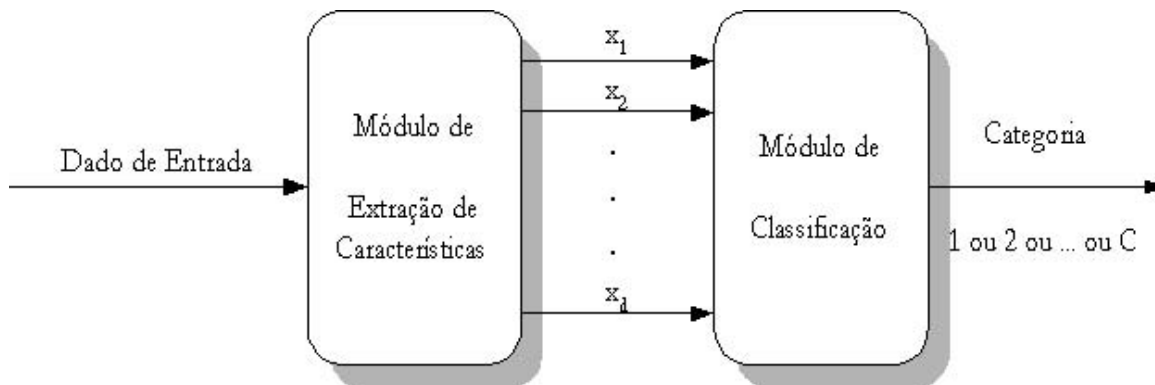 Dado de Entrada
Módulo de
Extração de
Características
x1
x2
.
.
.
xd
Módulo de
Classificação
Categoria
1 ou 2 ou ... ou C